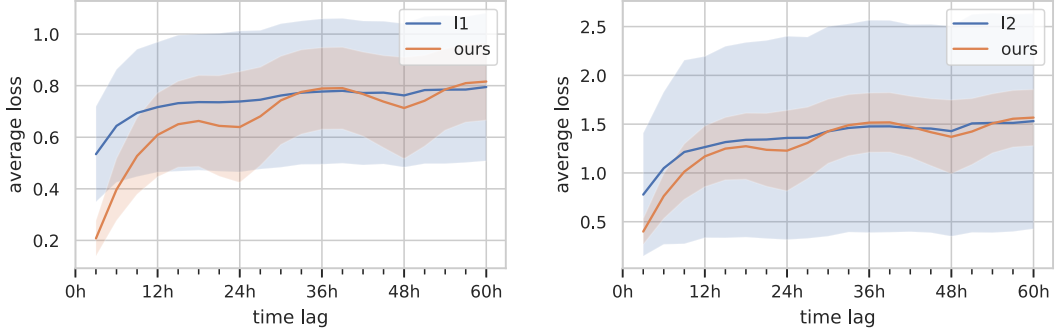 1.0
0.8
0.6
0.4
0.2
average loss
l1
ours
0h
12h
24h
36h
48h
60h
time lag
2.5
2.0
1.5
1.0
0.5
average loss
l2
ours
0h
12h
24h
36h
48h
60h
time lag